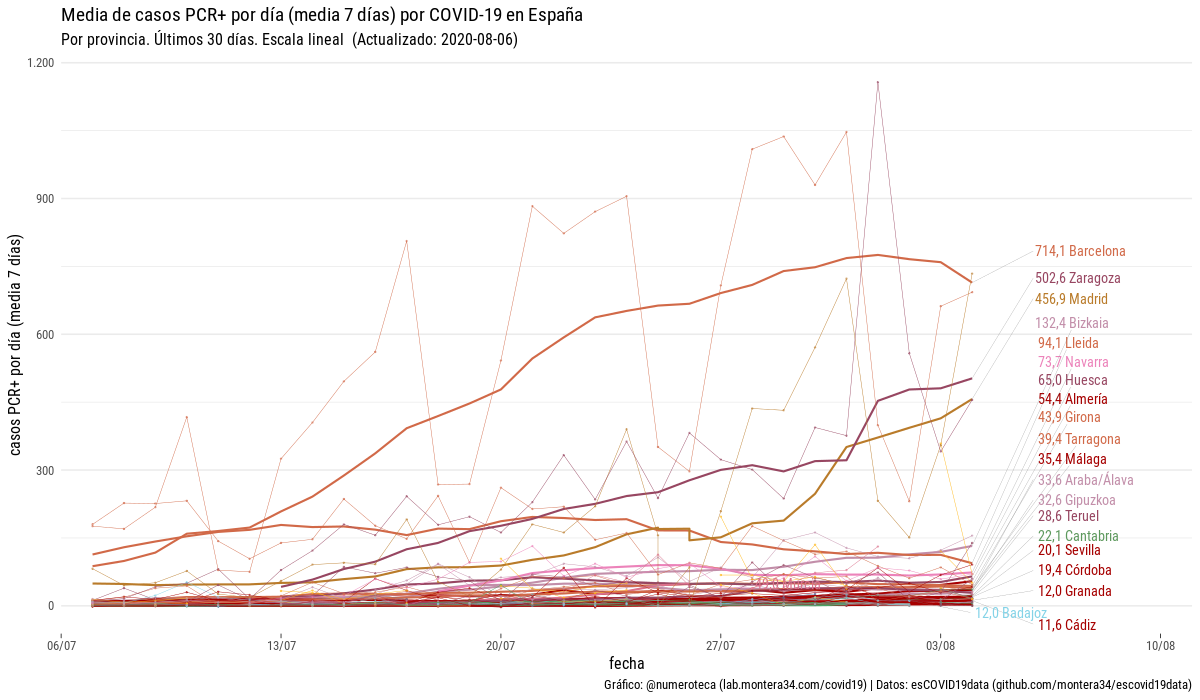 Media de casos PCR+ por día (media 7 días) por COVID-19 en España
Por provincia. Últimos 30 días. Escala lineal  (Actualizado: 2020-08-06)
casos PCR+ por día (media 7 días)
1.200
900
600
300
0
714,1 Barcelona
502,6 Zaragoza
456,9 Madrid
132,4 Bizkaia
94,1 Lleida
73,7 Navarra
65,0 Huesca
54,4 Almería
43,9 Girona
39,4 Tarragona
35,4 Málaga
33,6 Araba/Álava
32,6 Gipuzkoa
28,6 Teruel
22,1 Cantabria
20,1 Sevilla
19,4 Córdoba
12,0 Granada
12,0 Badajoz
11,6 Cádiz
06/07
13/07
20/07
27/07
03/08
10/08
fecha
Gráfico: @numeroteca (lab.montera34.com/covid19) | Datos: esCOVID19data (github.com/montera34/escovid19data)